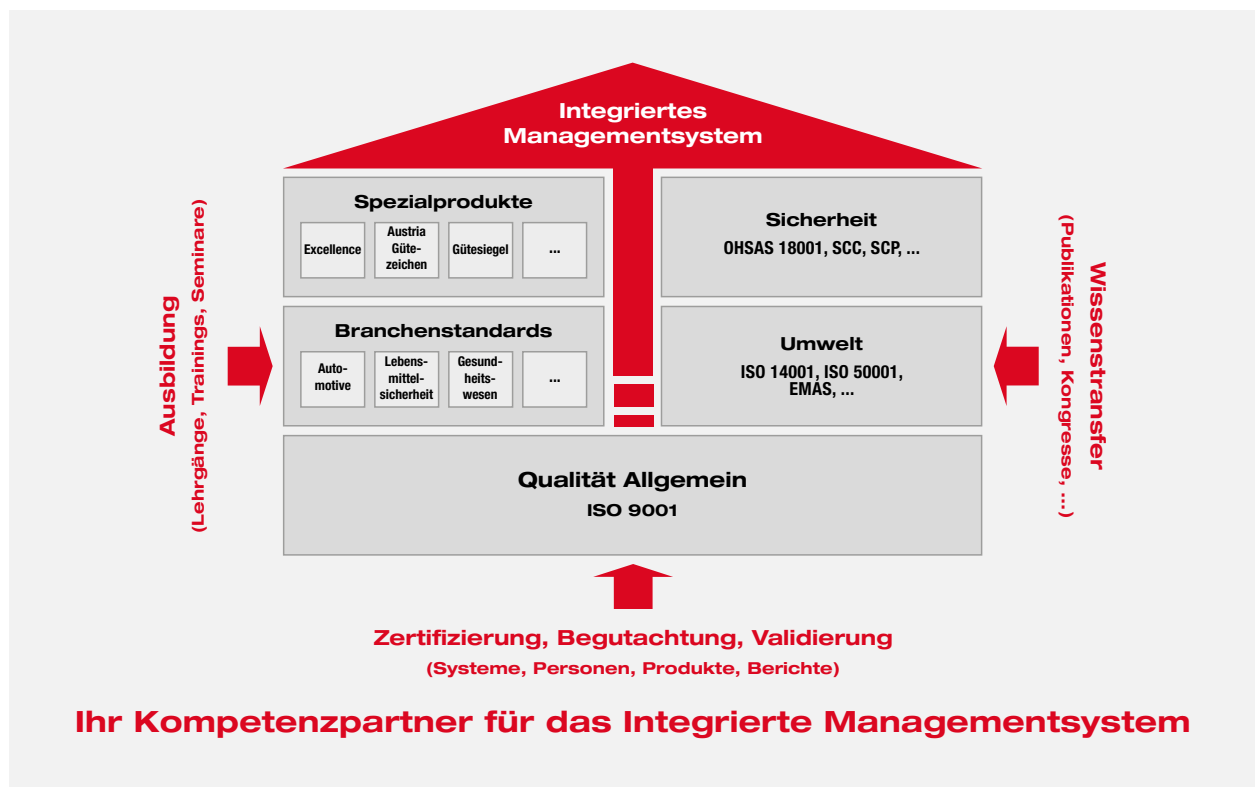 Integriertes
Managementsystem
Spezialprodukte
Excellence
Austria
Güte-
zeichen
Gütesiegel
...
Sicherheit
OHSAS 18001, SCC, SCP, ...
Branchenstandards
Auto-
motive
Lebens-
mittel-
sicherheit
Gesund-
heits-
wesen
...
Umwelt
ISO 14001, ISO 50001,
EMAS, ...
Qualität Allgemein
ISO 9001
Ausbildung
(Lehrgänge, Trainings, Seminare)
Wissenstransfer
(Publikationen, Kongresse, ...)
Zertifizierung, Begutachtung, Validierung
(Systeme, Personen, Produkte, Berichte)
Ihr Kompetenzpartner für das Integrierte Managementsystem